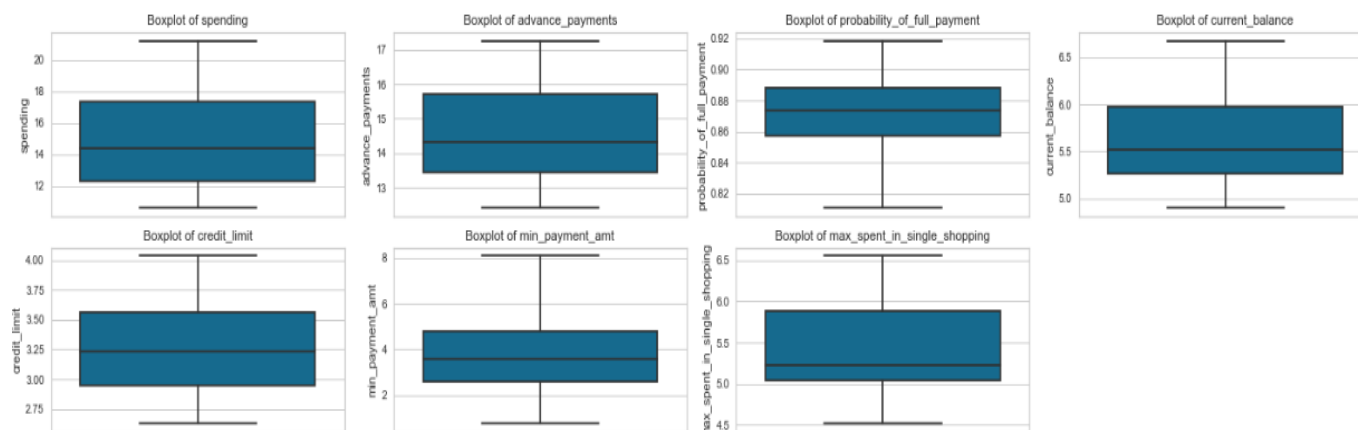 Boxplot of spending
spending
20
18
16
14
12
Boxplot of advance_payments
advance_payments
17
16
15
14
13
Boxplot of probability_of_full_payment
probability_of_full_payment
0.92
0.90
0.88
0.86
0.84
0.82
Boxplot of current_balance
current_balance
6.5
6.0
5.5
5.0
Boxplot of credit_limit
credit_limit
4.00
3.75
3.50
3.25
3.00
2.75
Boxplot of min_payment_amt
min_payment_amt
8
6
4
2
Boxplot of max_spent_in_single_shopping
max_spent_in_single_shopping
6.5
6.0
5.5
5.0
4.5